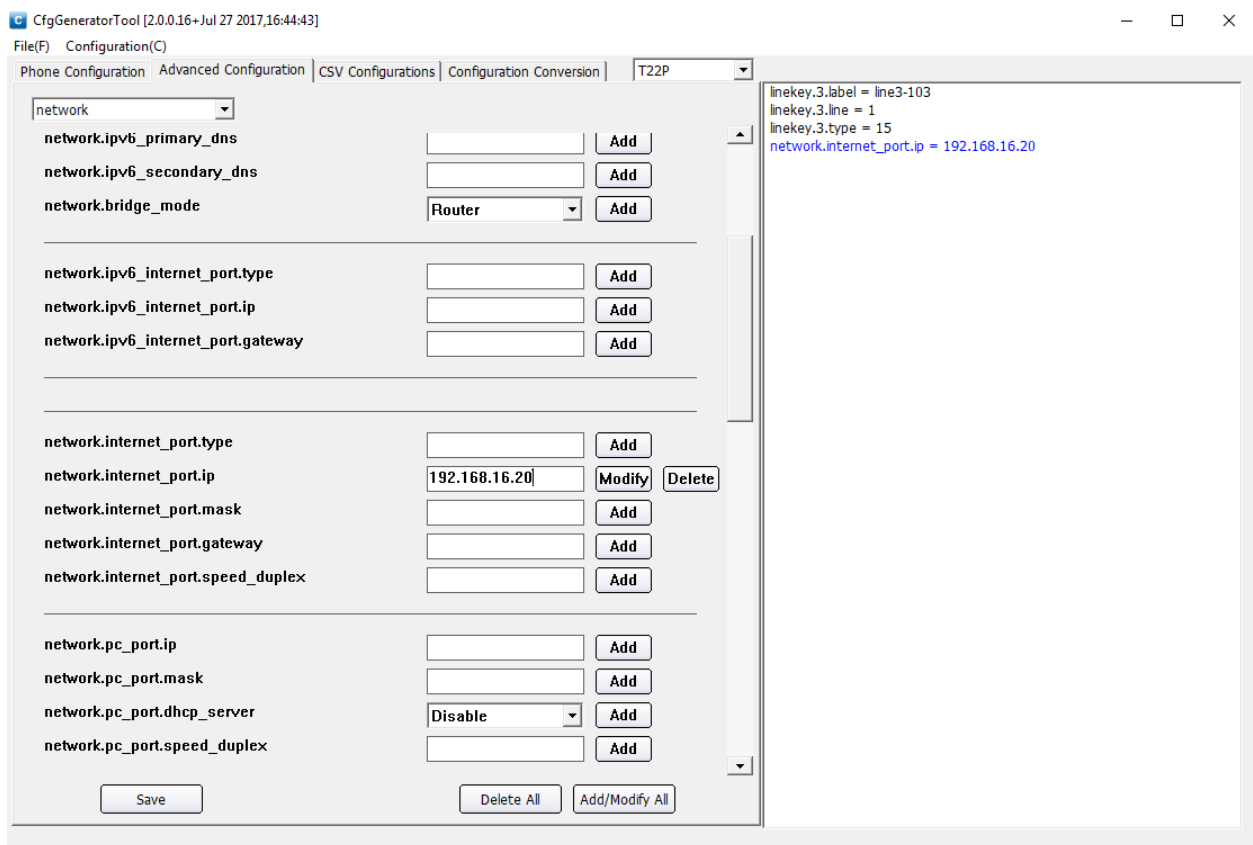 C CfgGeneratorTool [2.0.0.16+Jul 27 2017,16:44:43]
File(F) Configuration(C)
Phone Configuration Advanced Configuration CSV Configurations Configuration Conversion T22P
network
network.ipv6_primary_dns Add
network.ipv6_secondary_dns Add
network.bridge_mode Router Add
network.ipv6_internet_port.type Add
network.ipv6_internet_port.ip Add
network.ipv6_internet_port.gateway Add
network.internet_port.type Add
network.internet_port.ip 192.168.16.20 Modify Delete
network.internet_port.mask Add
network.internet_port.gateway Add
network.internet_port.speed_duplex Add
network.pc_port.ip Add
network.pc_port.mask Add
network.pc_port.dhcp_server Disable Add
network.pc_port.speed_duplex Add
Save Delete All Add/Modify All
linekey.3.label = line3-103
linekey.3.line = 1
linekey.3.type = 15
network.internet_port.ip = 192.168.16.20